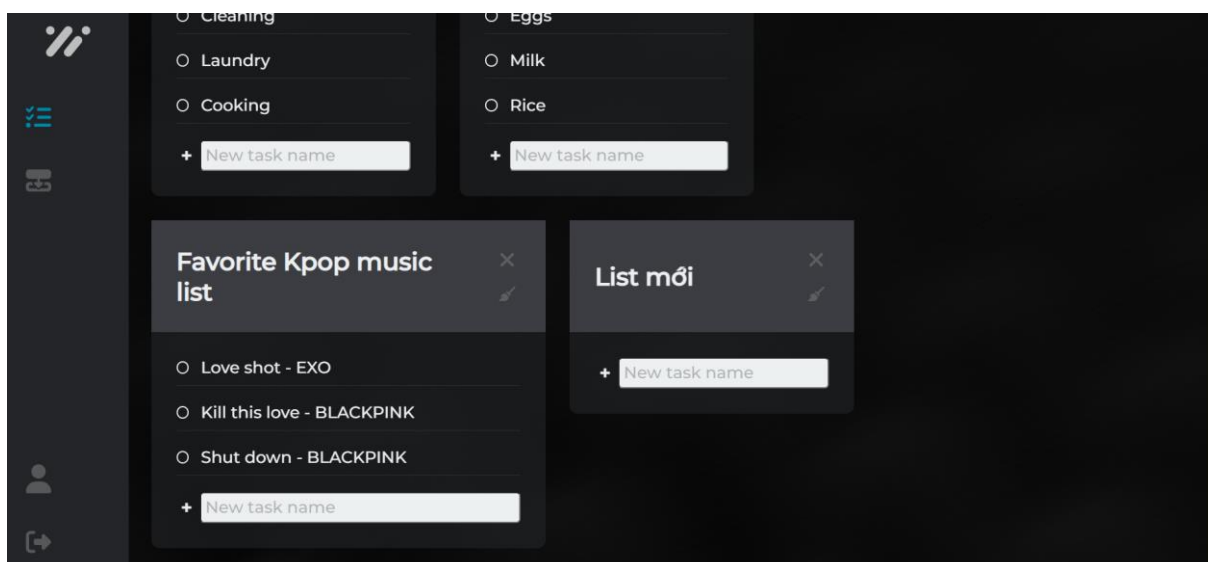 Cleaning
Laundry
Cooking
New task name
Eggs
Milk
Rice
New task name
Favorite Kpop music
list
Love shot - EXO
Kill this love - BLACKPINK
Shut down - BLACKPINK
New task name
List mới
New task name